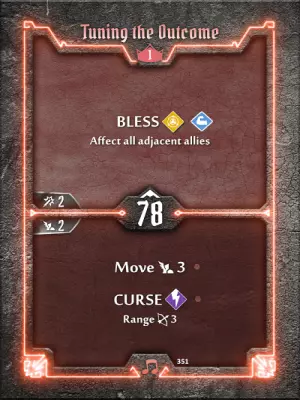 Tuning the Outcome
1
BLESS
Affect all adjacent allies
2
78
2
Move 3
CURSE
Range 3
351